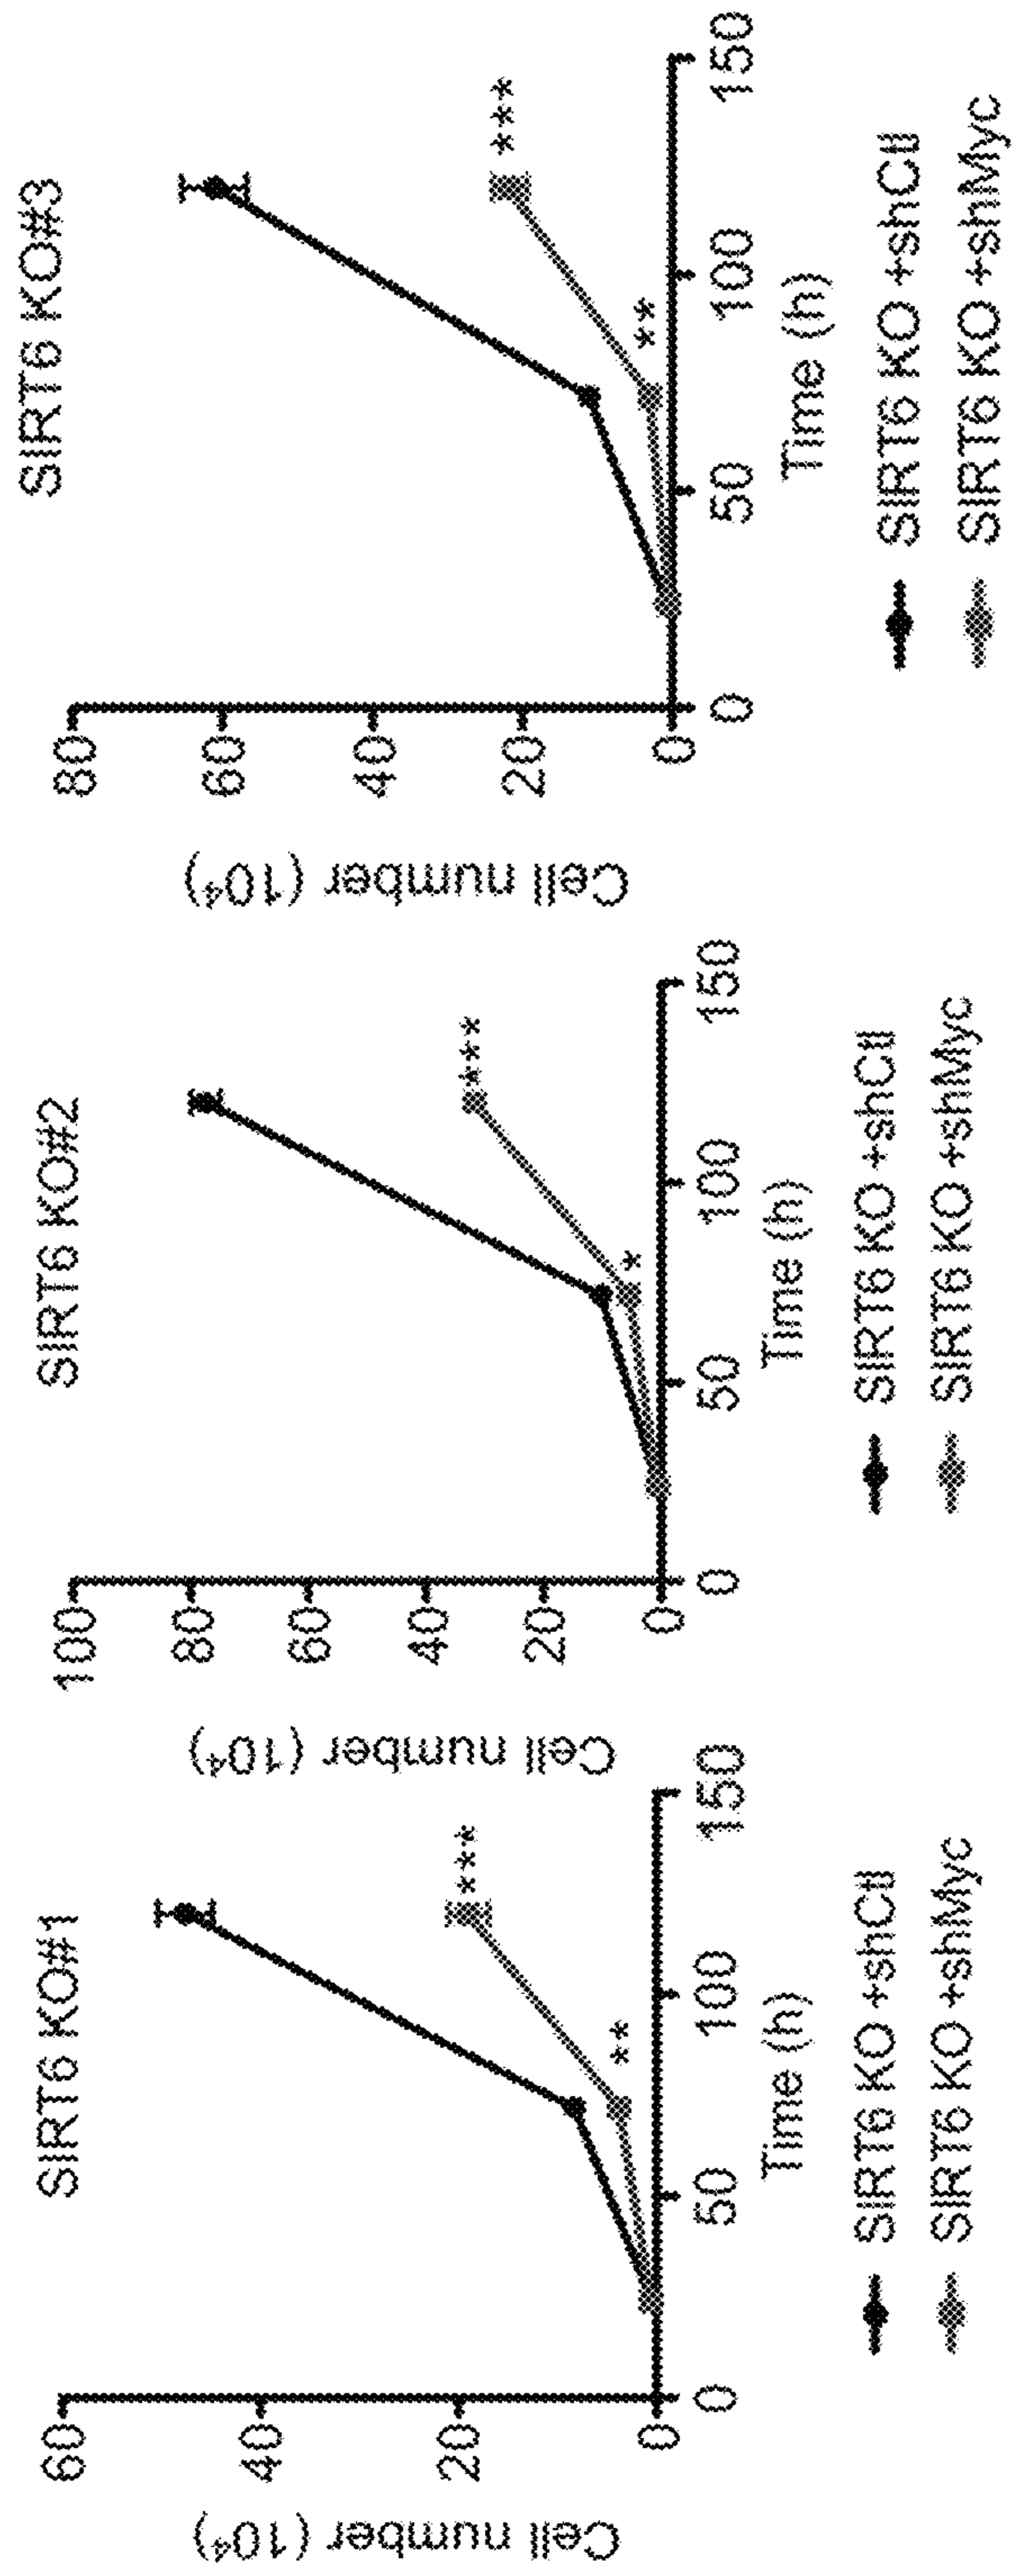 SIRT6 KO#1
Cell number (10⁴)
60
40
20
0
***
**
0
50
100
150
Time (h)
SIRT6 KO +shCtl
SIRT6 KO +shMyc
SIRT6 KO#2
Cell number (10⁴)
100
80
60
40
20
0
***
*
0
50
100
150
Time (h)
SIRT6 KO +shCtl
SIRT6 KO +shMyc
SIRT6 KO#3
Cell number (10⁴)
80
60
40
20
0
***
**
0
50
100
150
Time (h)
SIRT6 KO +shCtl
SIRT6 KO +shMyc